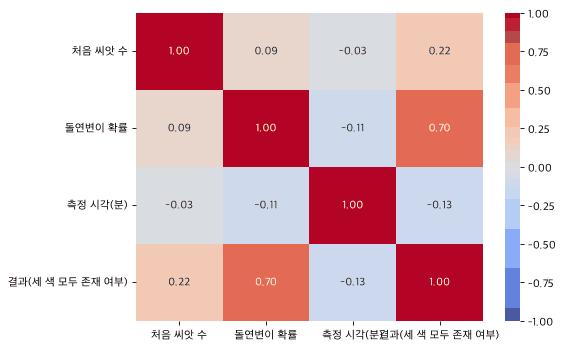 처음 씨앗 수 1.00 0.09 -0.03 0.22
돌연변이 확률 0.09 1.00 -0.11 0.70
측정 시각(분) -0.03 -0.11 1.00 -0.13
결과(세 색 모두 존재 여부) 0.22 0.70 -0.13 1.00
처음 씨앗 수 돌연변이 확률 측정 시각(분) 결과(세 색 모두 존재 여부)
1.00
0.75
0.50
0.25
0.00
-0.25
-0.50
-0.75
-1.00